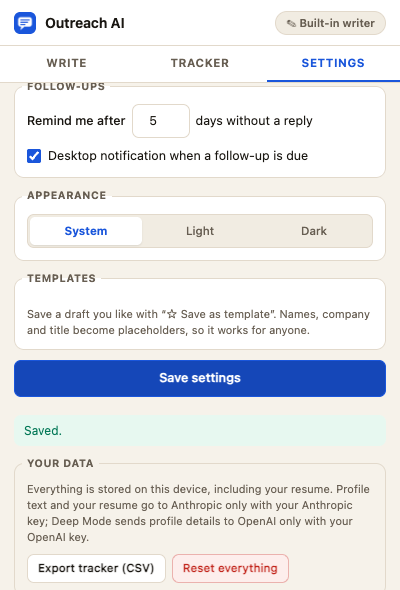 Outreach AI
✎ Built-in writer
WRITE
TRACKER
SETTINGS
FOLLOW-UPS
Remind me after 5 days without a reply
Desktop notification when a follow-up is due
APPEARANCE
System
Light
Dark
TEMPLATES
Save a draft you like with “☆ Save as template”. Names, company
and title become placeholders, so it works for anyone.
Save settings
Saved.
YOUR DATA
Everything is stored on this device, including your resume. Profile
text and your resume go to Anthropic only with your Anthropic
key; Deep Mode sends profile details to OpenAI only with your
OpenAI key.
Export tracker (CSV)
Reset everything